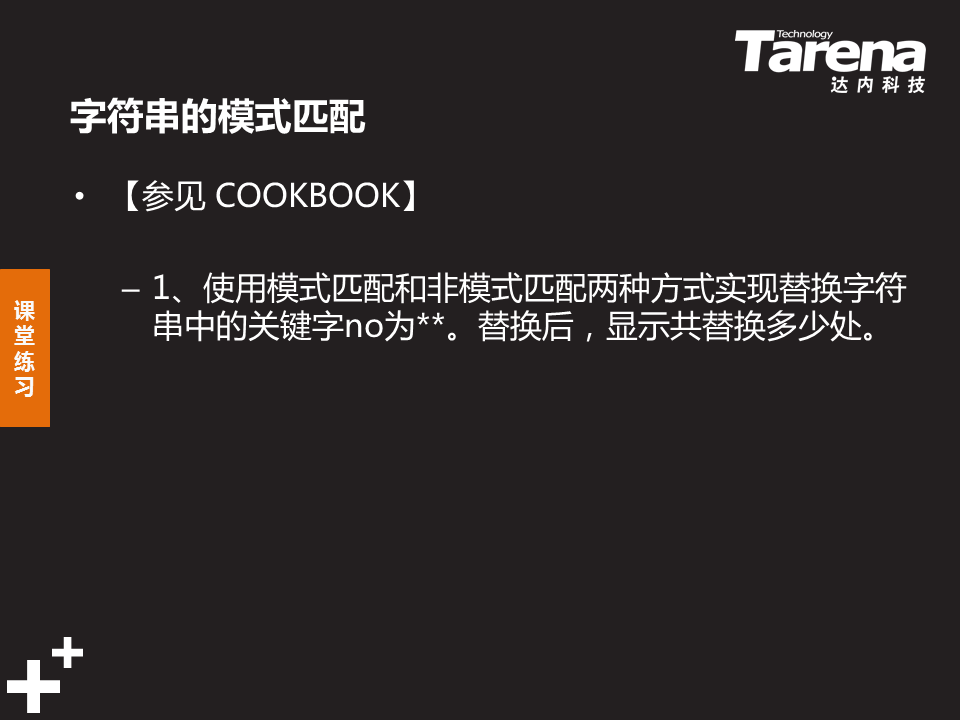 Technology
Tarena
达内科技
字符串的模式匹配
• 【参见 COOKBOOK】
– 1、使用模式匹配和非模式匹配两种方式实现替换字符
串中的关键字no为**。替换后，显示共替换多少处。
课
堂
练
习